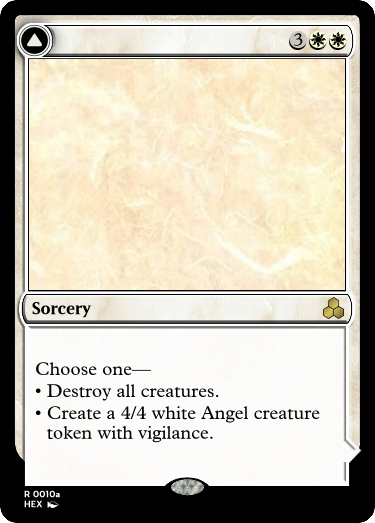 3
Sorcery
Choose one—
• Destroy all creatures.
• Create a 4/4 white Angel creature
token with vigilance.
R 0010a
HEX